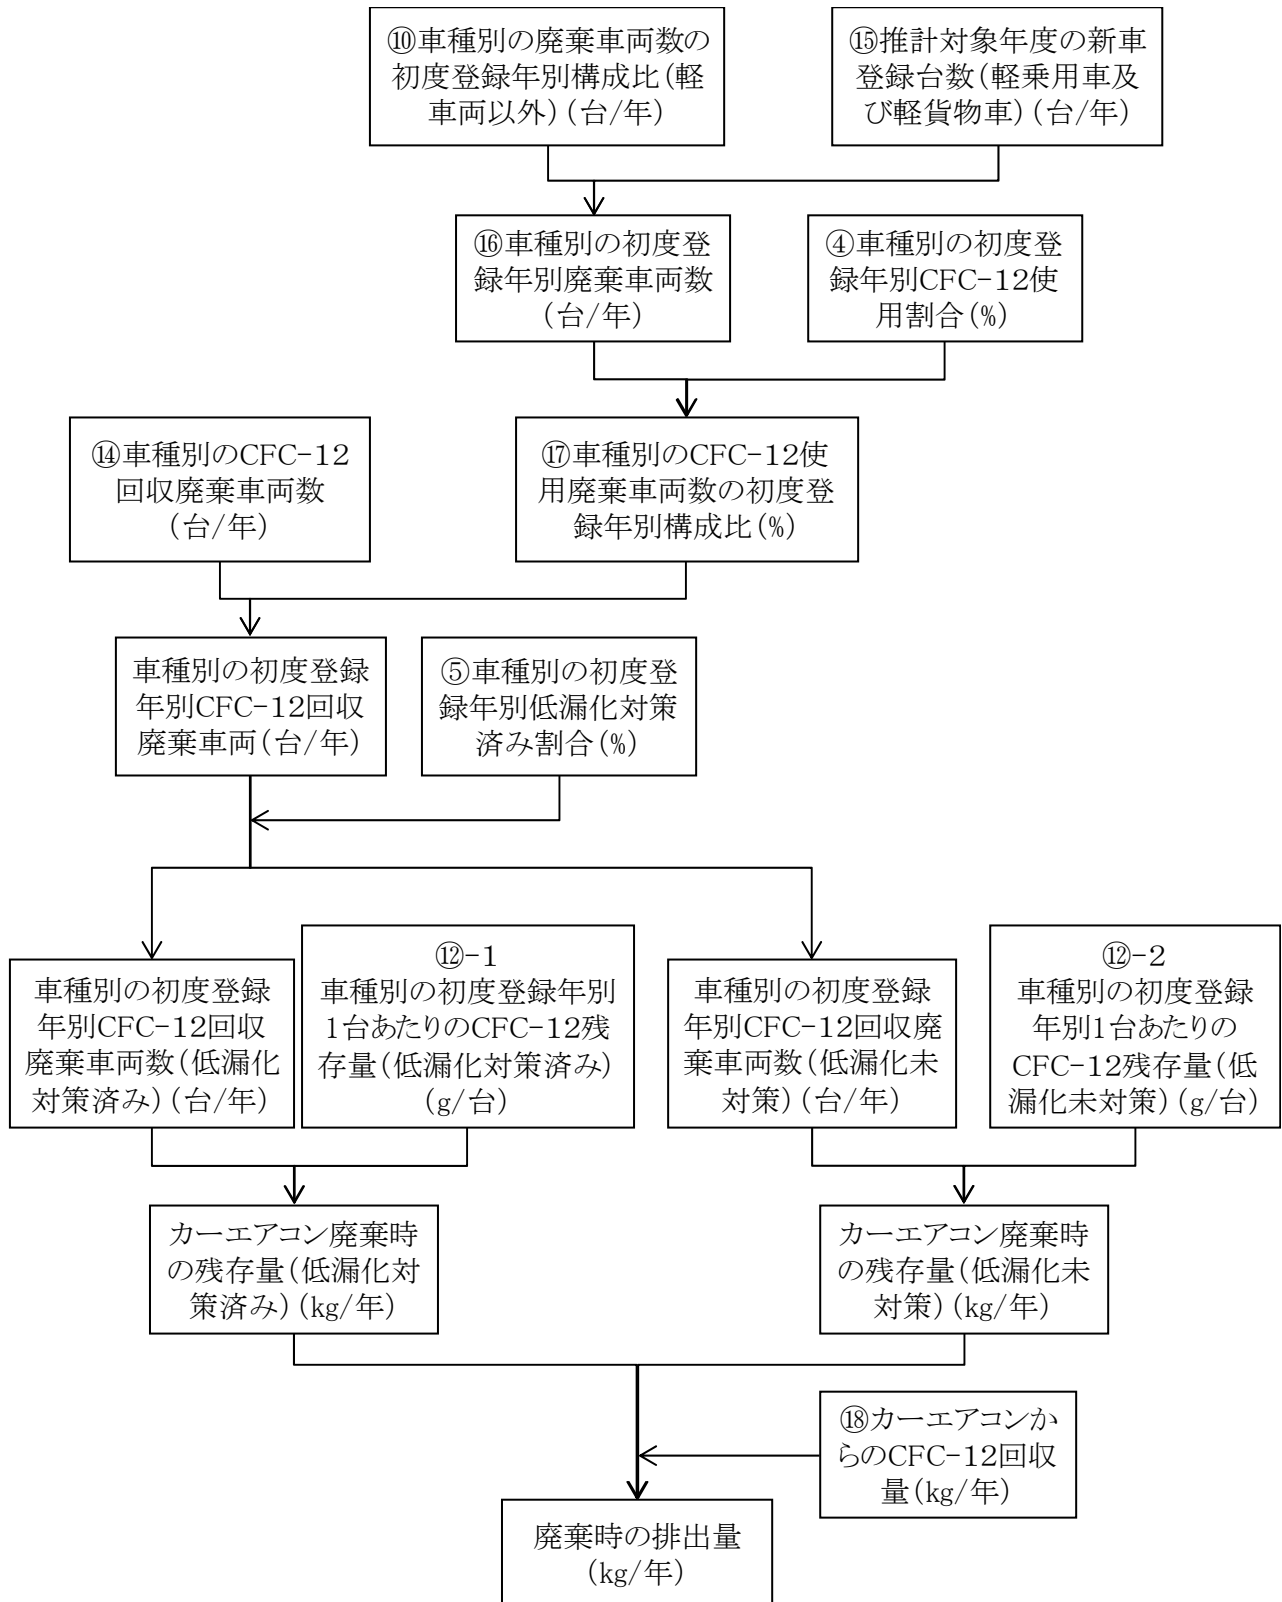 ⑩車種別の廃棄車両数の
初度登録年別構成比(軽
車両以外)(台/年)
⑮推計対象年度の新車
登録台数(軽乗用車及
び軽貨物車)(台/年)
⑯車種別の初度登
録年別廃棄車両数
(台/年)
④車種別の初度登
録年別CFC-12使
用割合(%)
⑭車種別のCFC-12
回収廃棄車両数
(台/年)
⑰車種別のCFC-12使
用廃棄車両数の初度登
録年別構成比(%)
車種別の初度登録
年別CFC-12回収
廃棄車両(台/年)
⑤車種別の初度登
録年別低漏化対策
済み割合(%)
車種別の初度登録
年別CFC-12回収
廃棄車両数(低漏化
対策済み)(台/年)
⑫-1
車種別の初度登録年別
1台あたりのCFC-12残
存量(低漏化対策済み)
(g/台)
車種別の初度登録
年別CFC-12回収廃
棄車両数(低漏化未
対策)(台/年)
⑫-2
車種別の初度登録
年別1台あたりの
CFC-12残存量(低
漏化未対策)(g/台)
カーエアコン廃棄時
の残存量(低漏化対
策済み)(kg/年)
カーエアコン廃棄時
の残存量(低漏化未
対策)(kg/年)
⑱カーエアコンか
らのCFC-12回収
量(kg/年)
廃棄時の排出量
(kg/年)